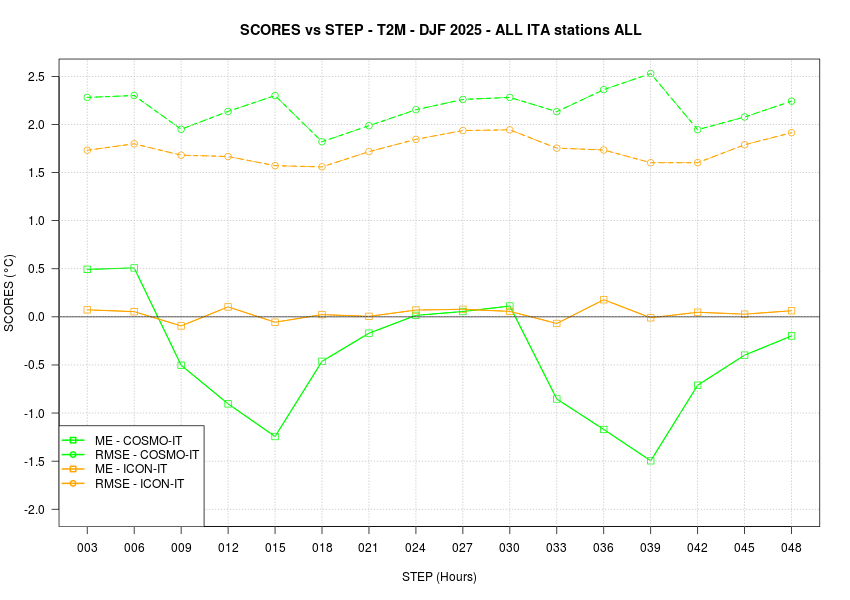 SCORES vs STEP - T2M - DJF 2025 - ALL ITA stations ALL
SCORES (°C)
2.5
2.0
1.5
1.0
0.5
0.0
-0.5
-1.0
-1.5
-2.0
ME - COSMO-IT
RMSE - COSMO-IT
ME - ICON-IT
RMSE - ICON-IT
003 006 009 012 015 018 021 024 027 030 033 036 039 042 045 048
STEP (Hours)